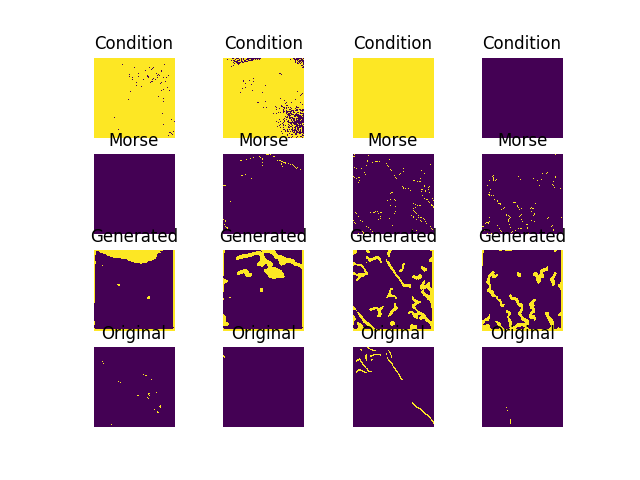 Condition Condition Condition Condition
Morse Morse Morse Morse
Generated Generated Generated Generated
Original Original Original Original